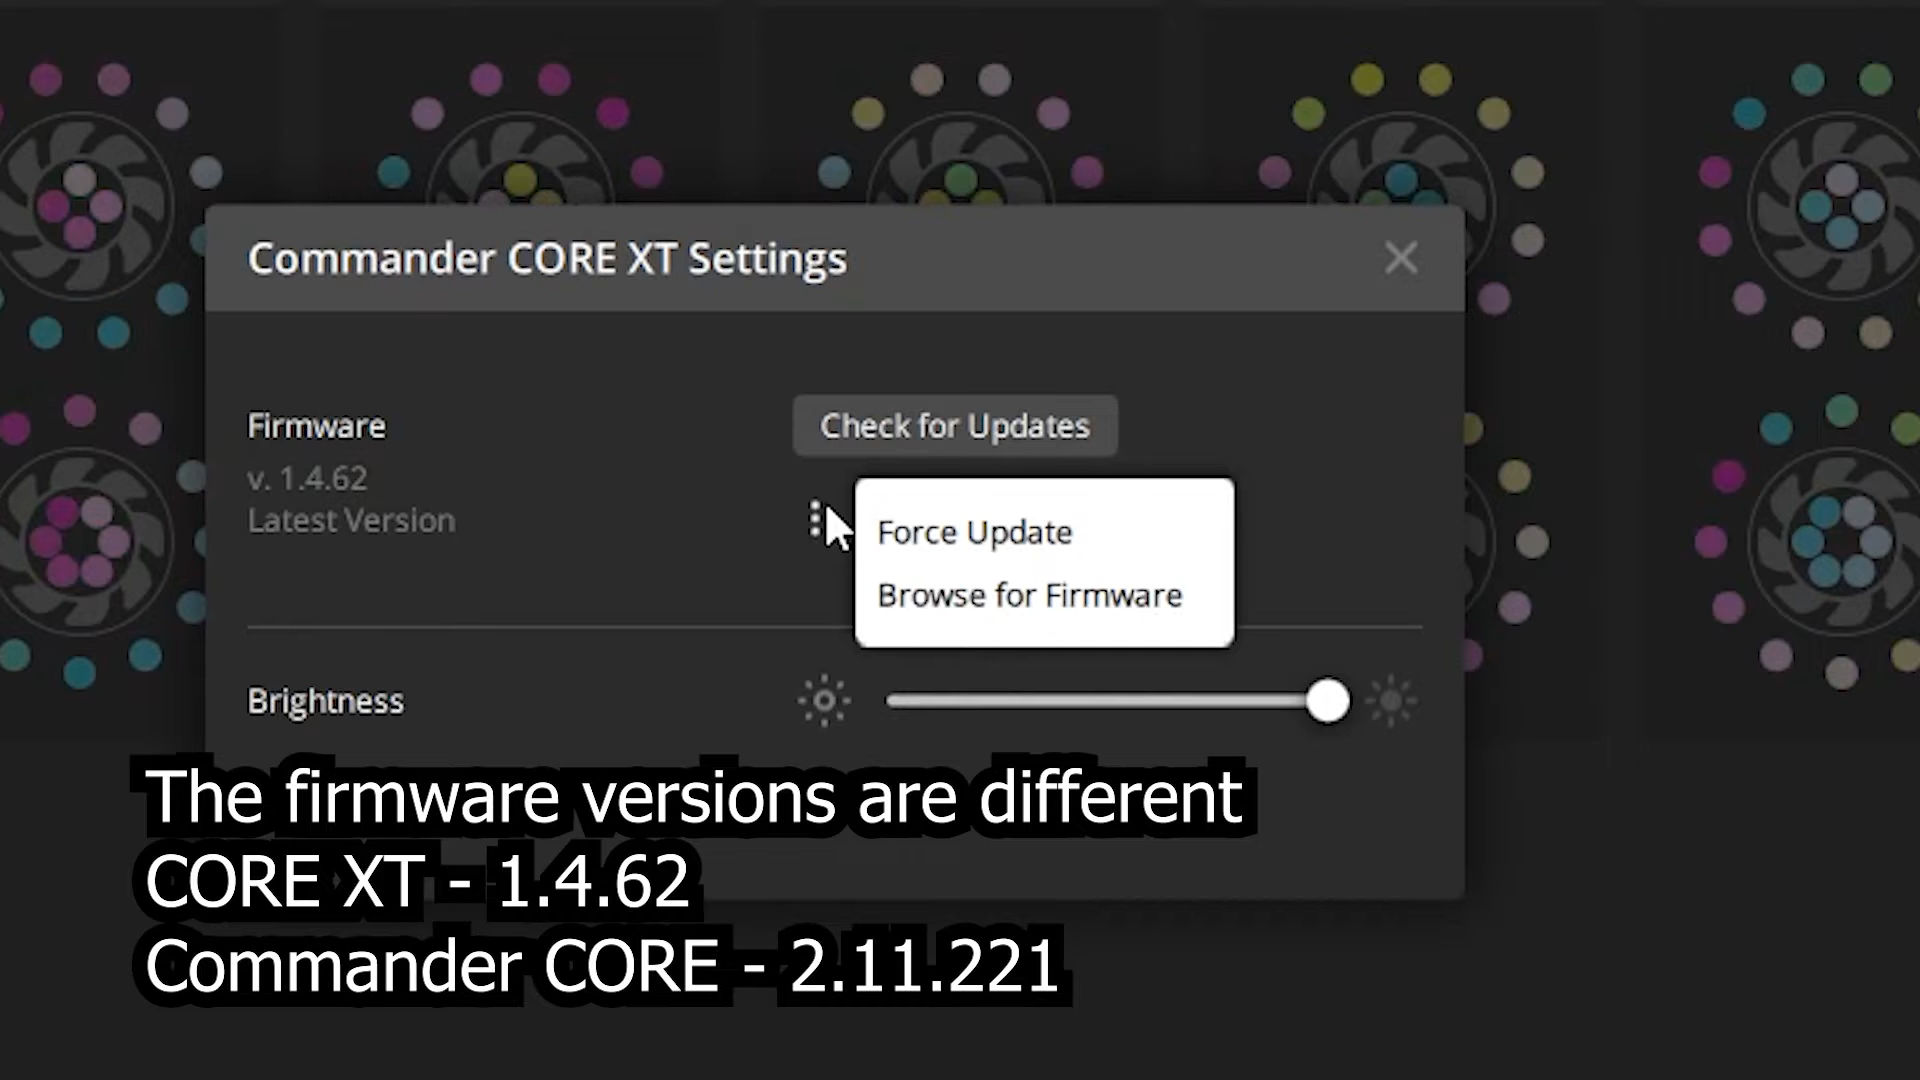 Commander CORE XT Settings
Firmware
Check for Updates
v. 1.4.62
Latest Version
Force Update
Browse for Firmware
Brightness
The firmware versions are different
CORE XT - 1.4.62
Commander CORE - 2.11.221